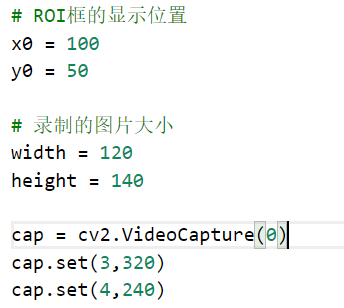 # ROI框的显示位置
x0 = 100
y0 = 50
# 录制的图片大小
width = 120
height = 140
cap = cv2.VideoCapture(0)
cap.set(3,320)
cap.set(4,240)